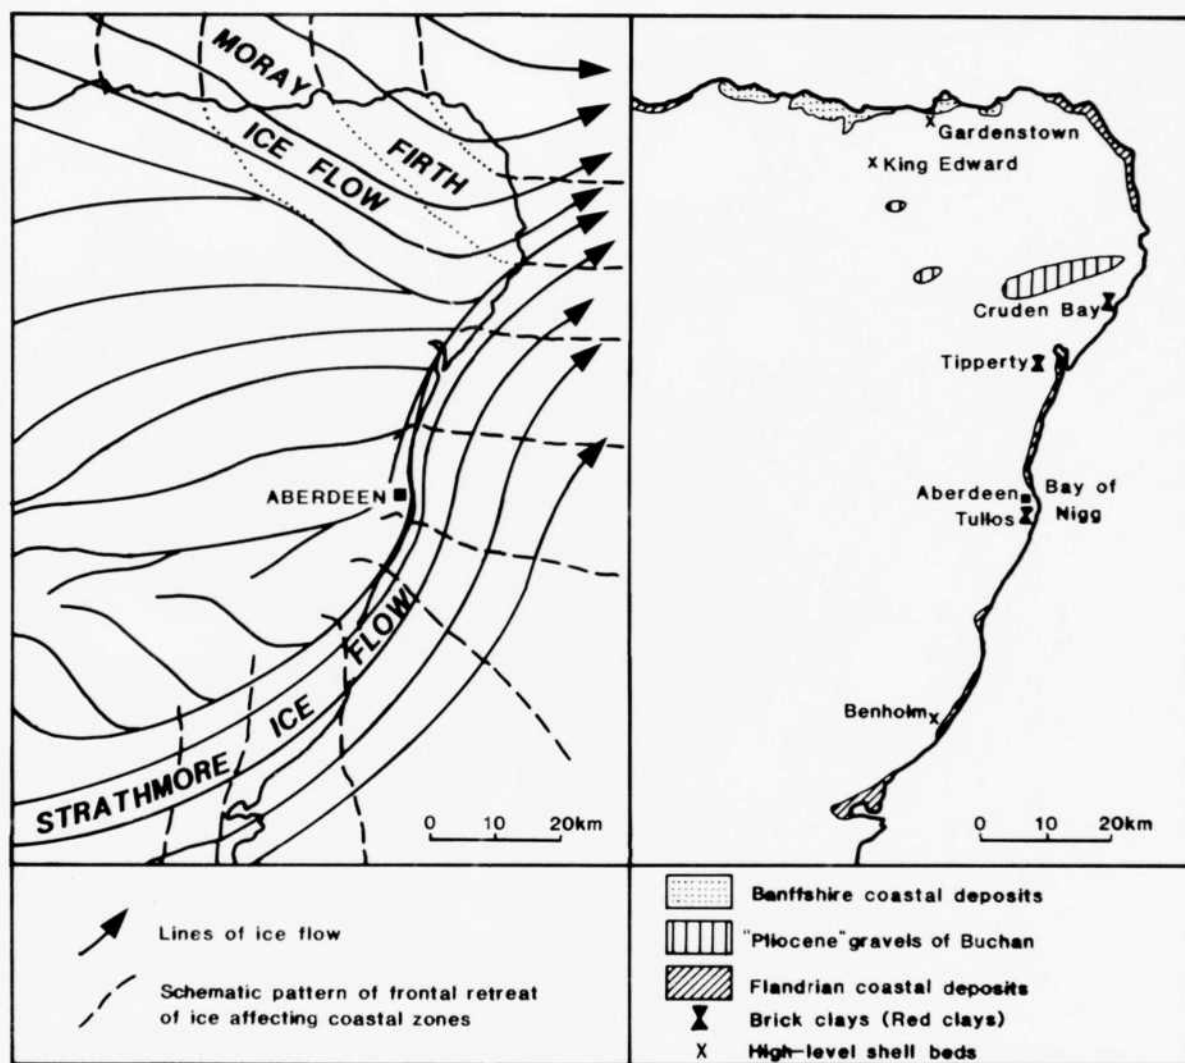 MORAY
FIRTH
ICE FLOW
ABERDEEN
STRATHMORE ICE FLOW
0 10 20km
Gardenstown
King Edward
Cruden Bay
Tipperty
Aberdeen
Bay of
Nigg
Tullos
Benholm
0 10 20km
Lines of ice flow
Schematic pattern of frontal retreat
of ice affecting coastal zones
Banffshire coastal deposits
"Pliocene" gravels of Buchan
Flandrian coastal deposits
Brick clays (Red clays)
x High-level shell beds